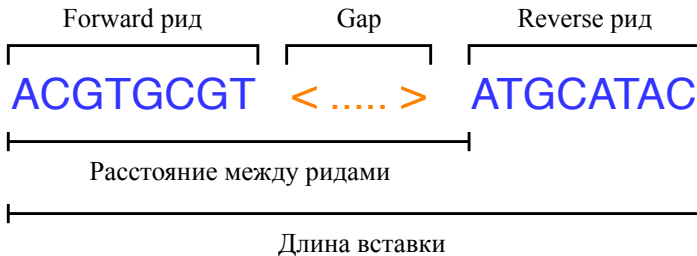 Forward рид Gap Reverse рид
ACGTGCGT < ..... > ATGCATAC
Расстояние между ридами
Длина вставки